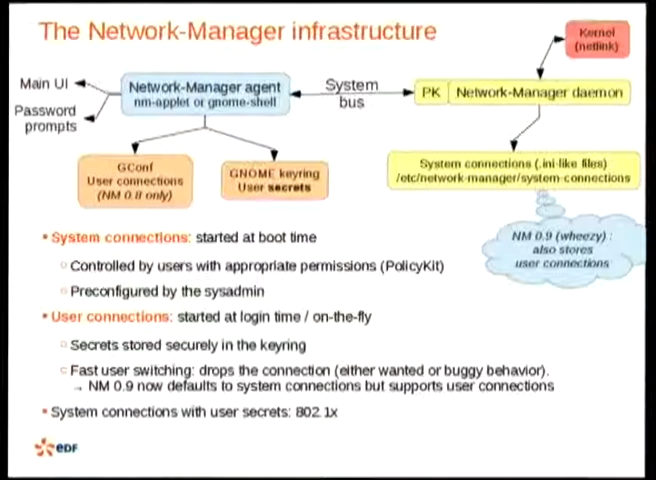 The Network-Manager infrastructure
Kernel
(netlink)
Main UI
Password
prompts
Network-Manager agent
nm-applet or gnome-shell
System
bus
PK
Network-Manager daemon
GConf
User connections
(NM 0.8 only)
GNOME keyring
User secrets
System connections (.ini-like files)
/etc/network-manager/system-connections
NM 0.9 (wheezy) :
also stores
user connections
System connections: started at boot time
Controlled by users with appropriate permissions (PolicyKit)
Preconfigured by the sysadmin
User connections: started at login time / on-the-fly
Secrets stored securely in the keyring
Fast user switching: drops the connection (either wanted or buggy behavior).
→ NM 0.9 now defaults to system connections but supports user connections
System connections with user secrets: 802.1x
eDF